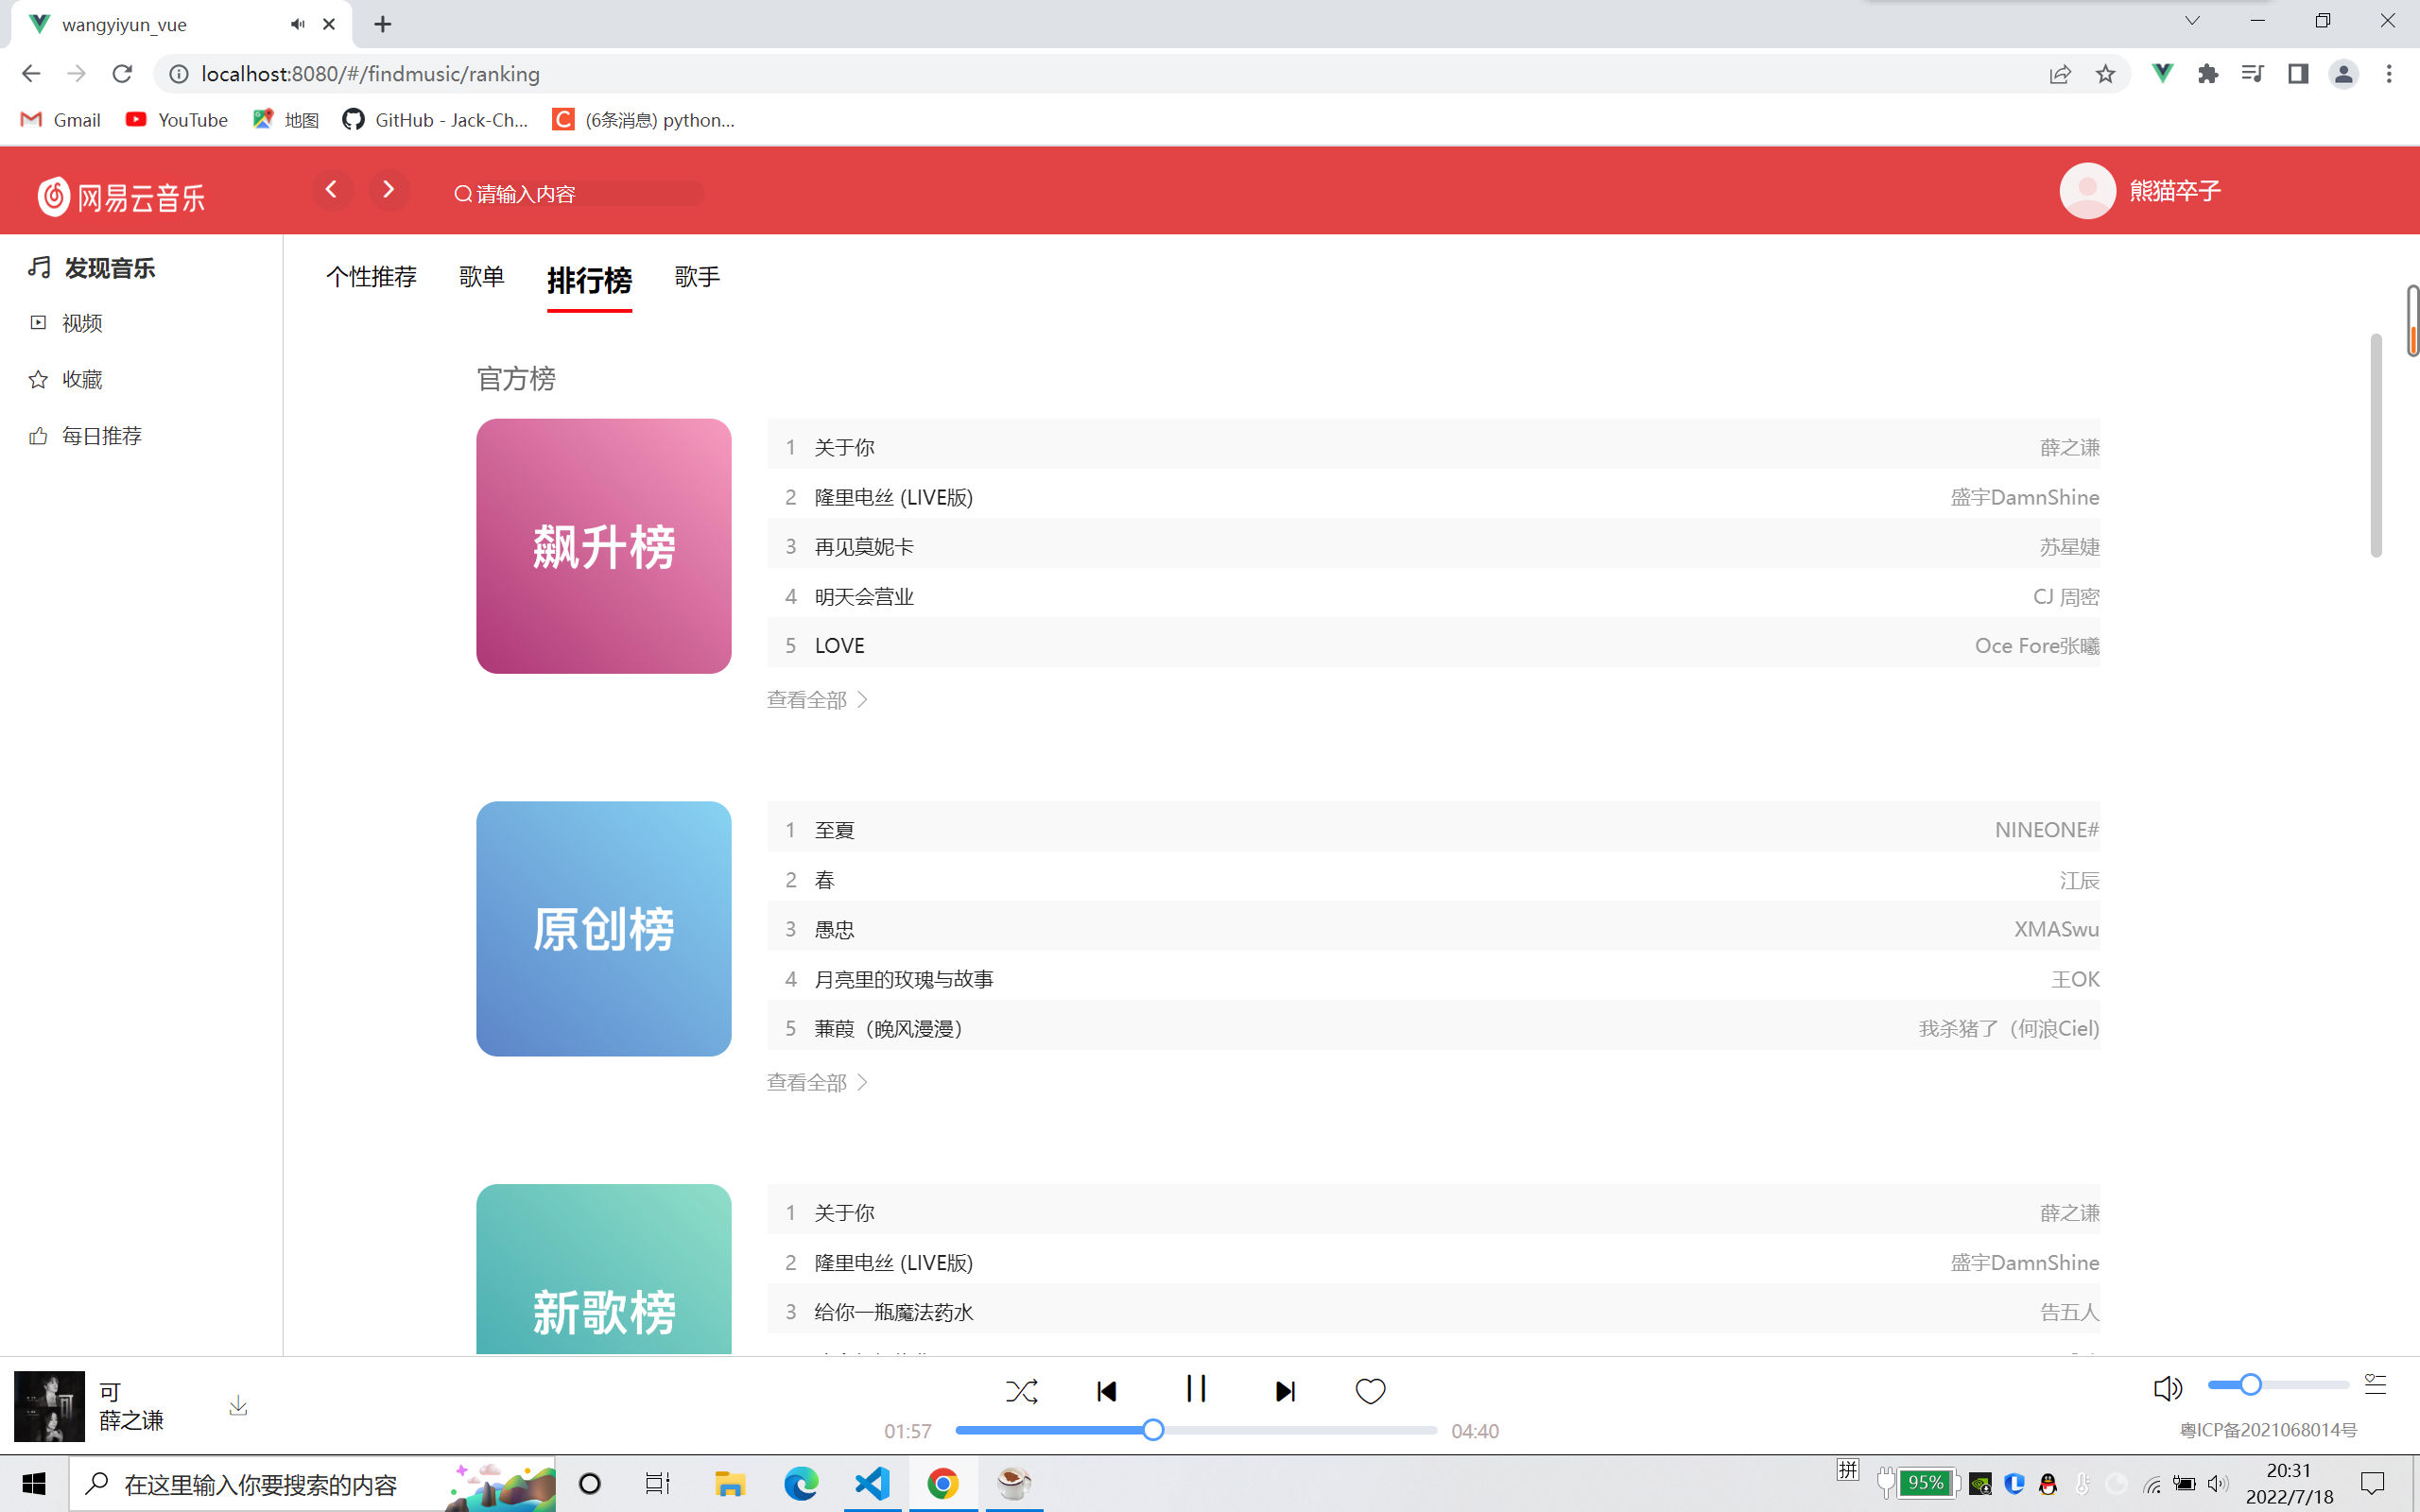 wangyiyun_vue
localhost:8080/#/findmusic/ranking
Gmail YouTube 地图 GitHub - Jack-Ch... (6条消息) python...
网易云音乐 请输入内容 熊猫卒子
发现音乐
视频
收藏
每日推荐
个性推荐 歌单 排行榜 歌手
官方榜
飙升榜
1 关于你 薛之谦
2 隆里电丝 (LIVE版) 盛宇DamnShine
3 再见莫妮卡 苏星婕
4 明天会营业 CJ 周密
5 LOVE Oce Fore张曦
查看全部
原创榜
1 至夏 NINEONE#
2 春 江辰
3 愚忠 XMASwu
4 月亮里的玫瑰与故事 王OK
5 蒹葭（晚风漫漫） 我杀猪了（何浪Ciel)
查看全部
新歌榜
1 关于你 薛之谦
2 隆里电丝 (LIVE版) 盛宇DamnShine
3 给你一瓶魔法药水 告五人
可
薛之谦
01:57 04:40
粤ICP备2021068014号
在这里输入你要搜索的内容
拼 95%
20:31
2022/7/18